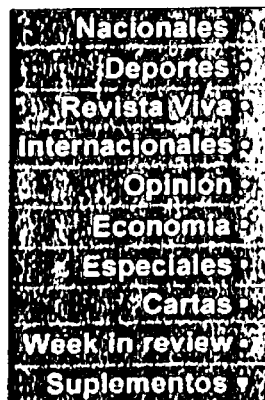 Nacionales
Deportes
Revista Viva
Internacionales
Opinión
Economía
Especiales
Cartas
Week in review
Suplementos